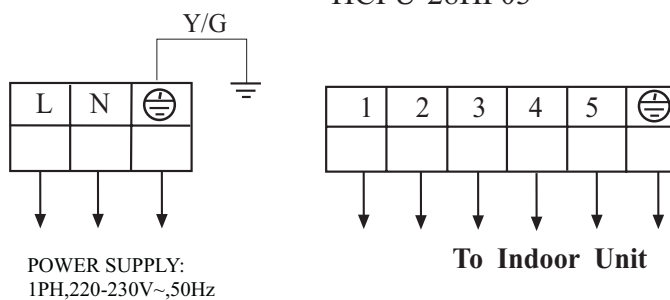 Y/G
L N
1 2 3 4 5
To Indoor Unit
POWER SUPPLY:
1PH,220-230V~,50Hz